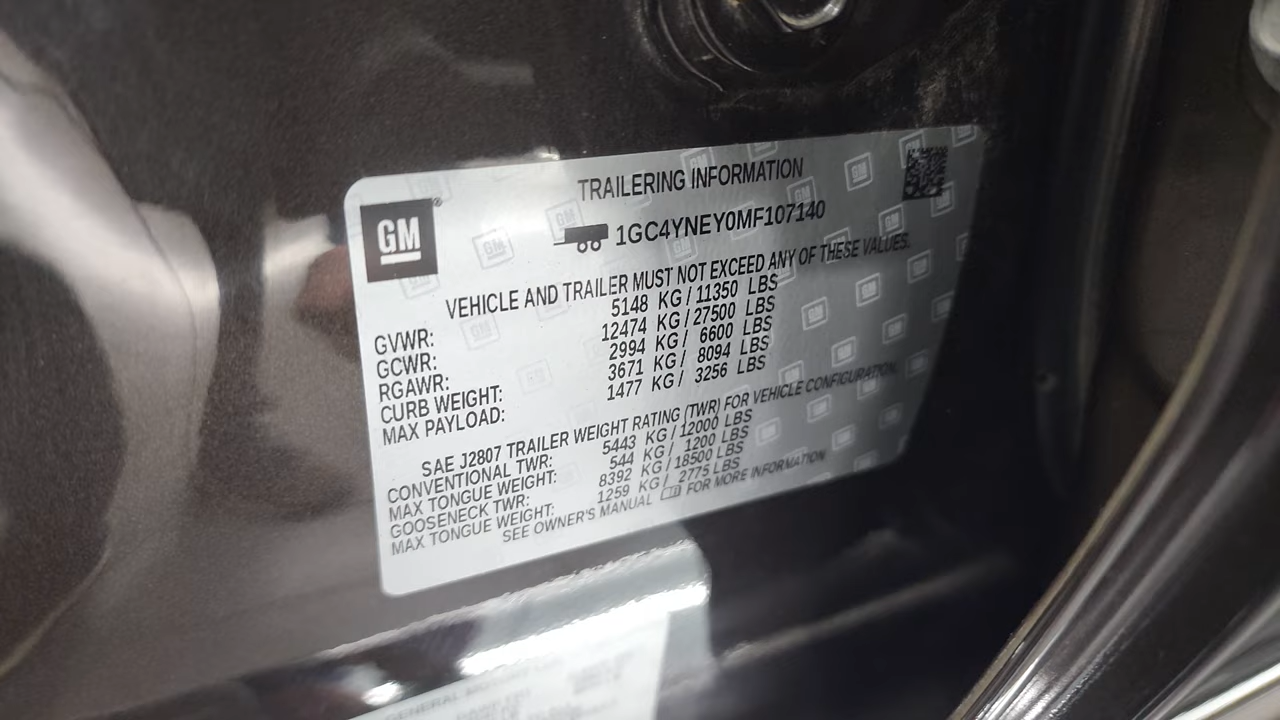 TRAILERING INFORMATION
GM®
1GC4YNEY0MF107140
VEHICLE AND TRAILER MUST NOT EXCEED ANY OF THESE VALUES.
GVWR: 5148 KG / 11350 LBS
GCWR: 12474 KG / 27500 LBS
RGAWR: 2994 KG / 6600 LBS
CURB WEIGHT: 3671 KG / 8094 LBS
MAX PAYLOAD: 1477 KG / 3256 LBS
SAE J2807 TRAILER WEIGHT RATING (TWR) FOR VEHICLE CONFIGURATION.
CONVENTIONAL TWR: 5443 KG / 12000 LBS
MAX TONGUE WEIGHT: 544 KG / 1200 LBS
GOOSENECK TWR: 8392 KG / 18500 LBS
MAX TONGUE WEIGHT: 1259 KG / 2775 LBS
SEE OWNER'S MANUAL FOR MORE INFORMATION
GENERAL